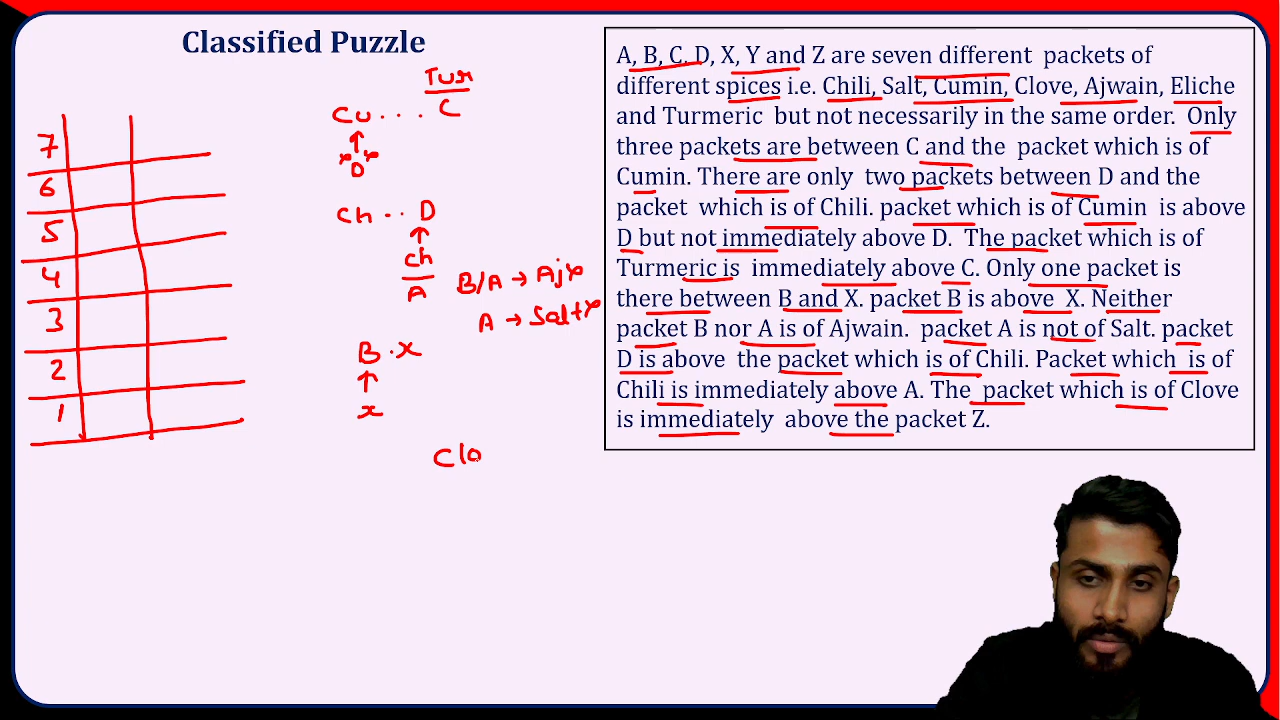 Classified Puzzle
A, B, C, D, X, Y and Z are seven different packets of
different spices i.e. Chili, Salt, Cumin, Clove, Ajwain, Eliche
and Turmeric but not necessarily in the same order. Only
three packets are between C and the packet which is of
Cumin. There are only two packets between D and the
packet which is of Chili. packet which is of Cumin is above
D but not immediately above D. The packet which is of
Turmeric is immediately above C. Only one packet is
there between B and X. packet B is above X. Neither
packet B nor A is of Ajwain. packet A is not of Salt. packet
D is above the packet which is of Chili. Packet which is of
Chili is immediately above A. The packet which is of Clove
is immediately above the packet Z.
7
6
5
4
3
2
1
Tur
Cu . . . C
↑
x D x
Ch . . D
↑
Ch
A
B/A → Aj x
A → Salt x
B . x
↑
x
Clo